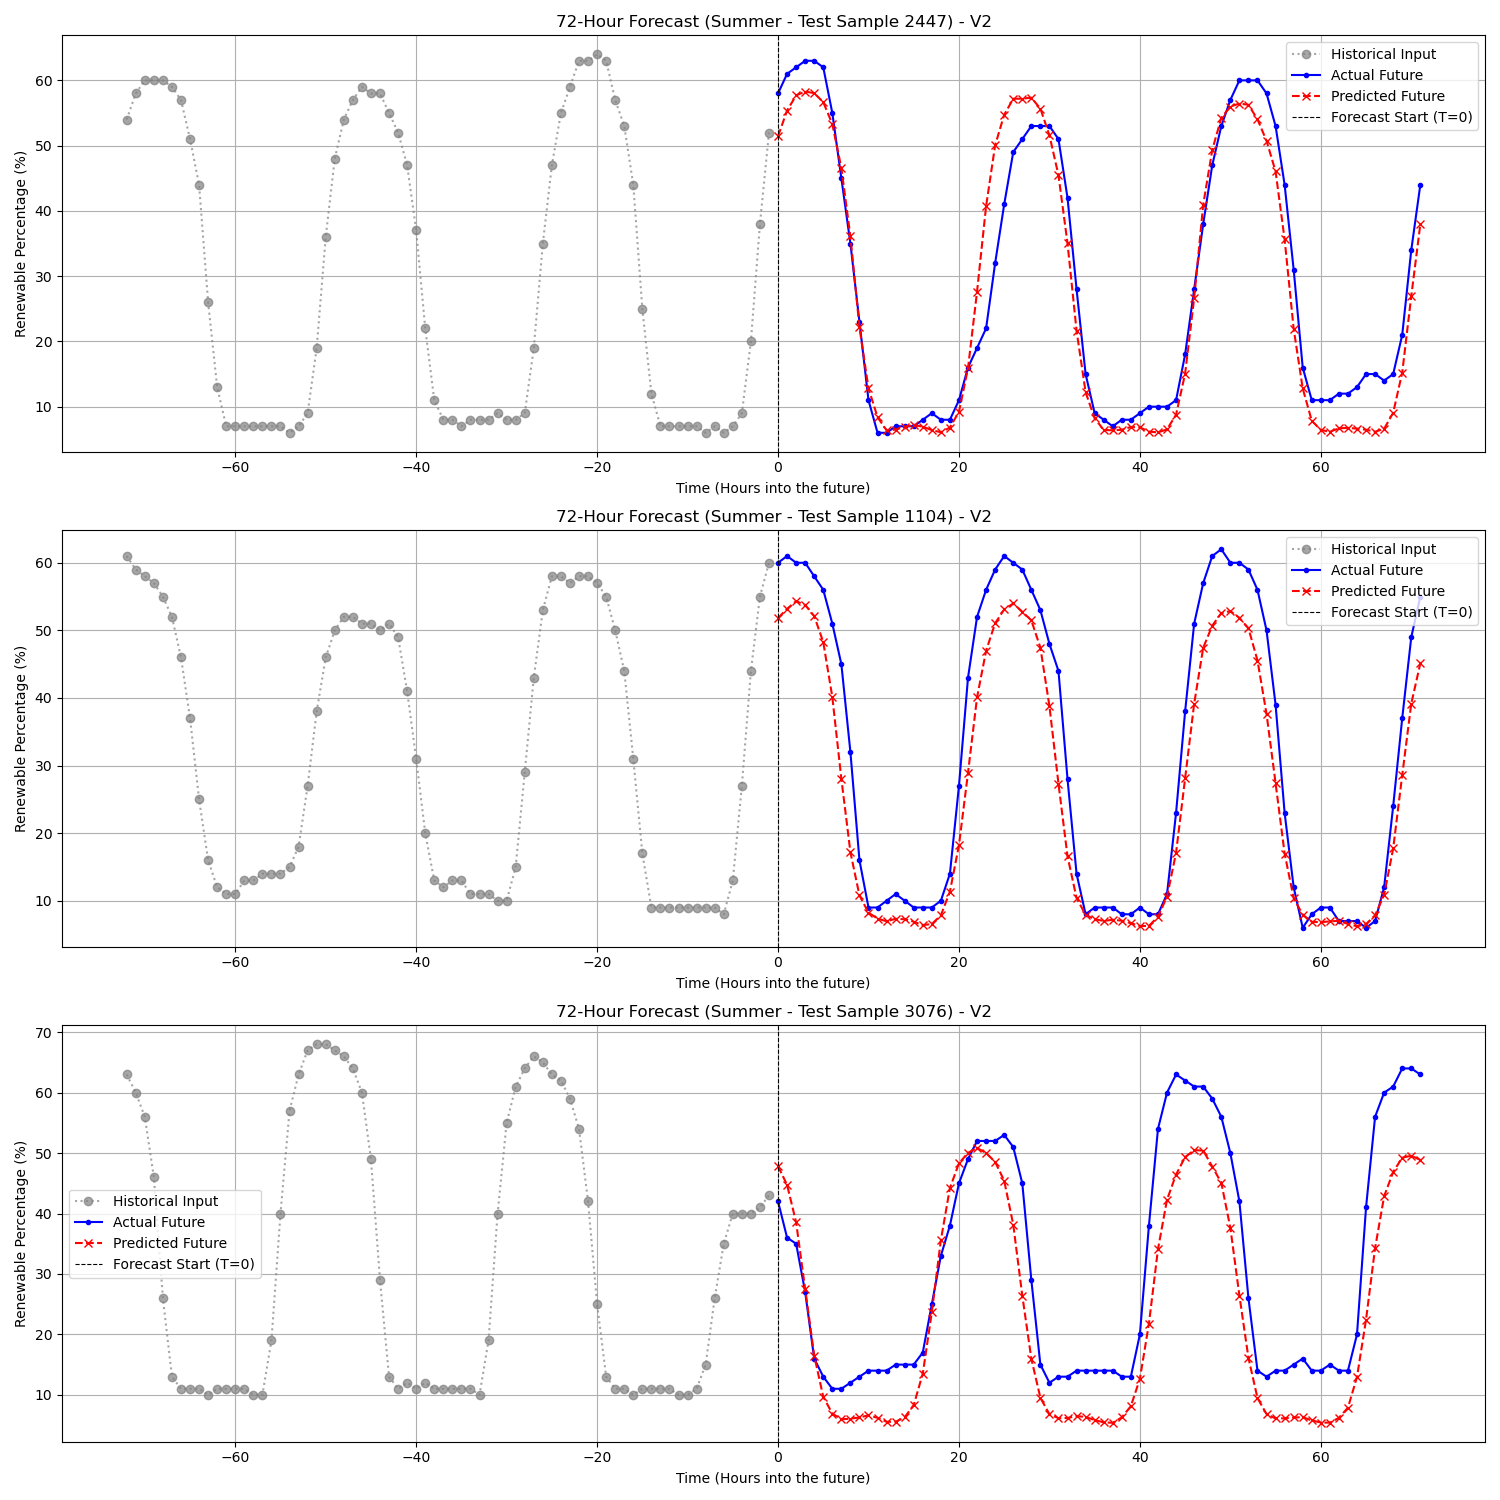 72-Hour Forecast (Summer - Test Sample 2447) - V2
Renewable Percentage (%)
60
50
40
30
20
10
Historical Input
Actual Future
Predicted Future
Forecast Start (T=0)
−60 −40 −20 0 20 40 60
Time (Hours into the future)
72-Hour Forecast (Summer - Test Sample 1104) - V2
Renewable Percentage (%)
60
50
40
30
20
10
Historical Input
Actual Future
Predicted Future
Forecast Start (T=0)
−60 −40 −20 0 20 40 60
Time (Hours into the future)
72-Hour Forecast (Summer - Test Sample 3076) - V2
Renewable Percentage (%)
70
60
50
40
30
20
10
Historical Input
Actual Future
Predicted Future
Forecast Start (T=0)
−60 −40 −20 0 20 40 60
Time (Hours into the future)